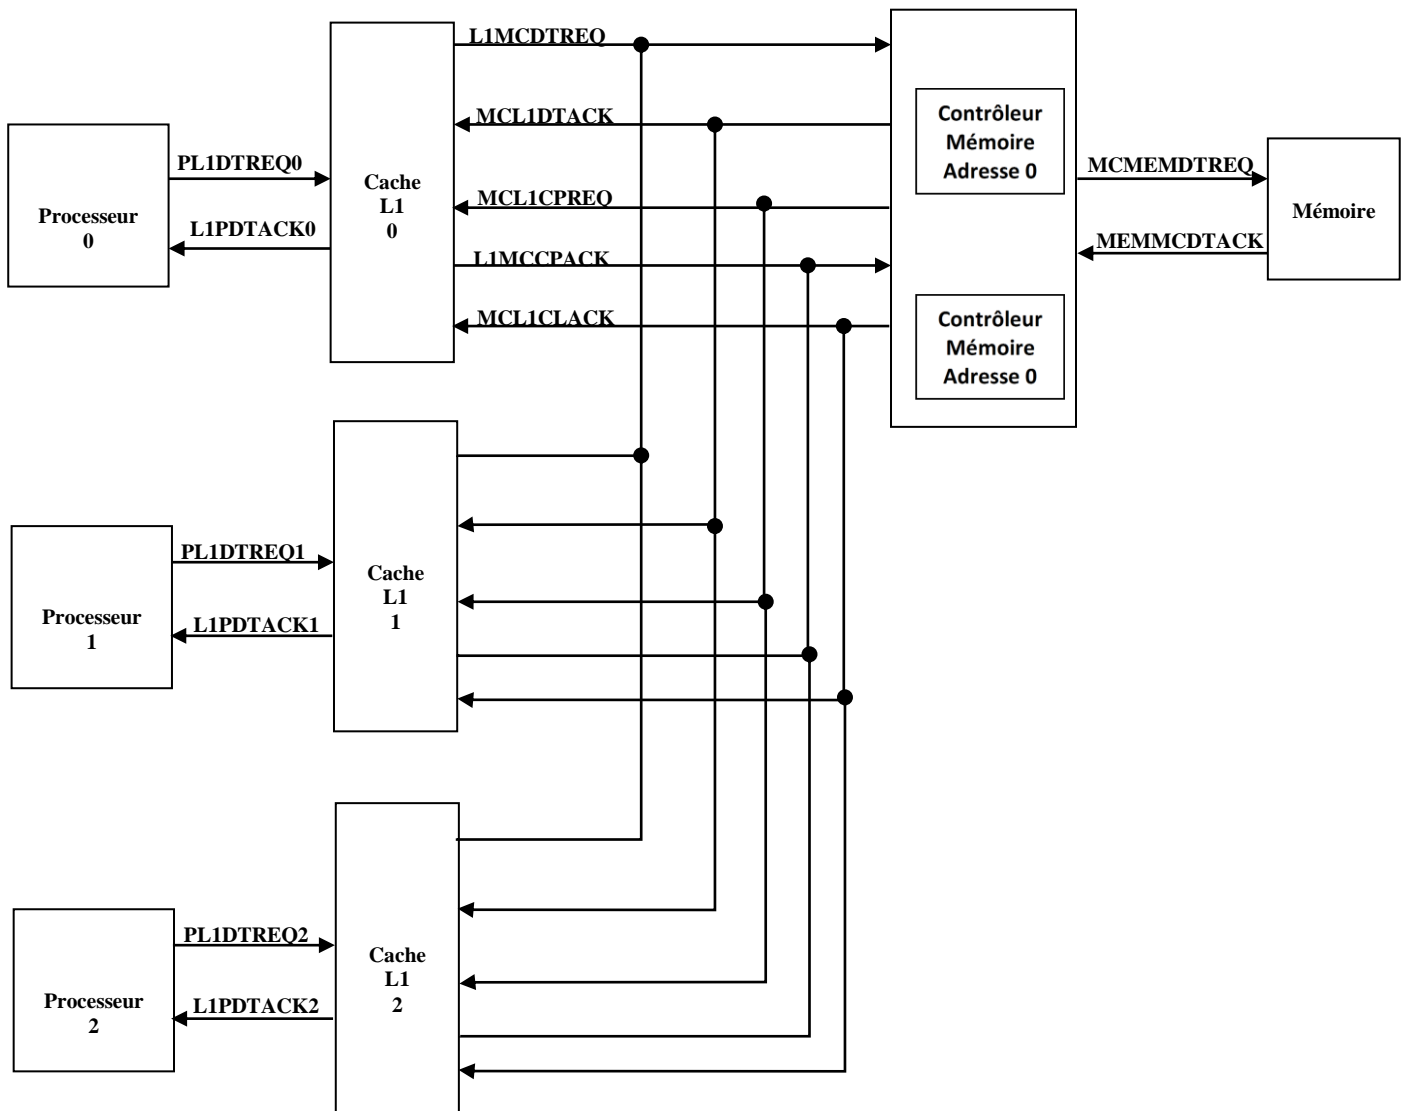 L1MCDTREQ
MCL1DTACK
Contrôleur
Mémoire
Adresse 0
PL1DTREQ0
MCMEMDTREQ
Cache
L1
0
MCL1CPREQ
Processeur
0
Mémoire
L1PDTACK0
MEMMCDTACK
L1MCCPACK
MCL1CLACK
Contrôleur
Mémoire
Adresse 0
PL1DTREQ1
Cache
L1
1
Processeur
1
L1PDTACK1
PL1DTREQ2
Cache
L1
2
Processeur
2
L1PDTACK2